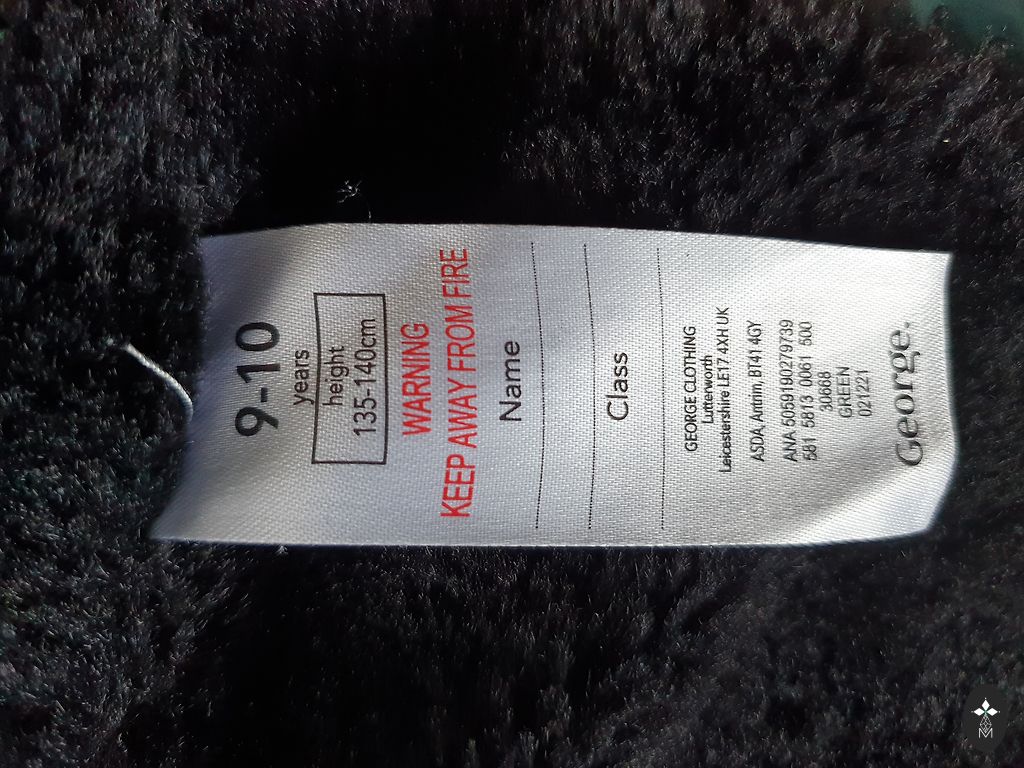 9-10
years
height
135-140cm
WARNING
KEEP AWAY FROM FIRE
Name
Class
GEORGE CLOTHING
Lutterworth
Leicestershire LE17 4XH UK
ASDA, Antrim, BT41 4GY
ANA 5059190279739
581 5813 0061 500
30668
GREEN
02122
George.